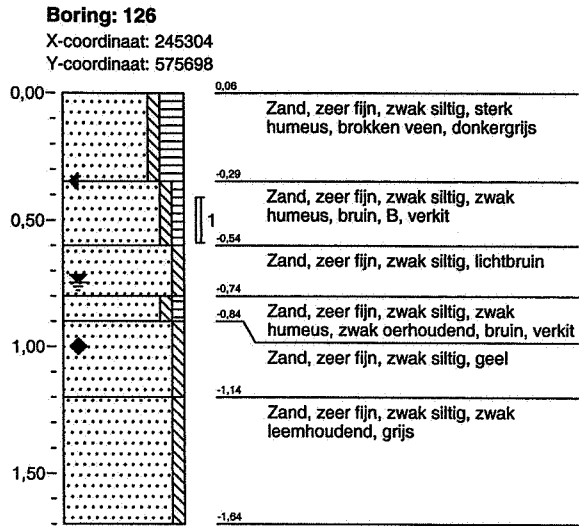 Boring: 126
X-coordinaat: 245304
Y-coordinaat: 575698
0,00
0,06
Zand, zeer fijn, zwak siltig, sterk
humeus, brokken veen, donkergrijs
-0,29
Zand, zeer fijn, zwak siltig, zwak
humeus, bruin, B, verkit
0,50
1
-0,54
Zand, zeer fijn, zwak siltig, lichtbruin
-0,74
Zand, zeer fijn, zwak siltig, zwak
humeus, zwak oerhoudend, bruin, verkit
-0,84
1,00
Zand, zeer fijn, zwak siltig, geel
-1,14
Zand, zeer fijn, zwak siltig, zwak
leemhoudend, grijs
1,50
-1,64